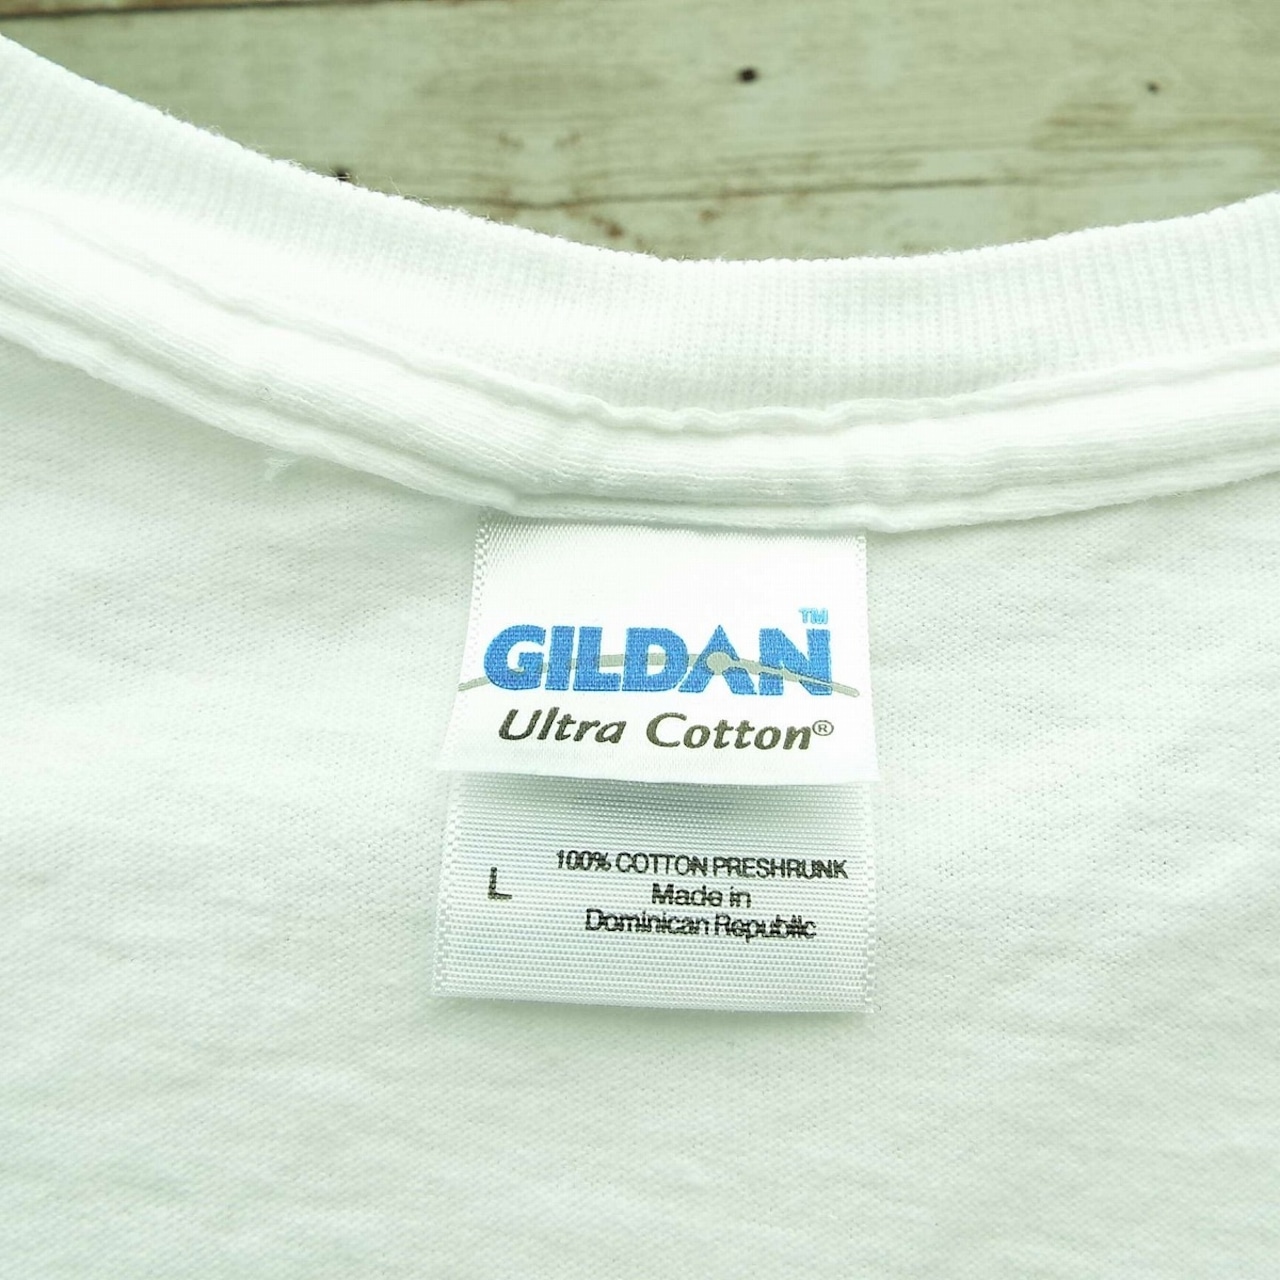 GILDAN™
Ultra Cotton®
L
100% COTTON PRESHRUNK
Made in
Dominican Republic